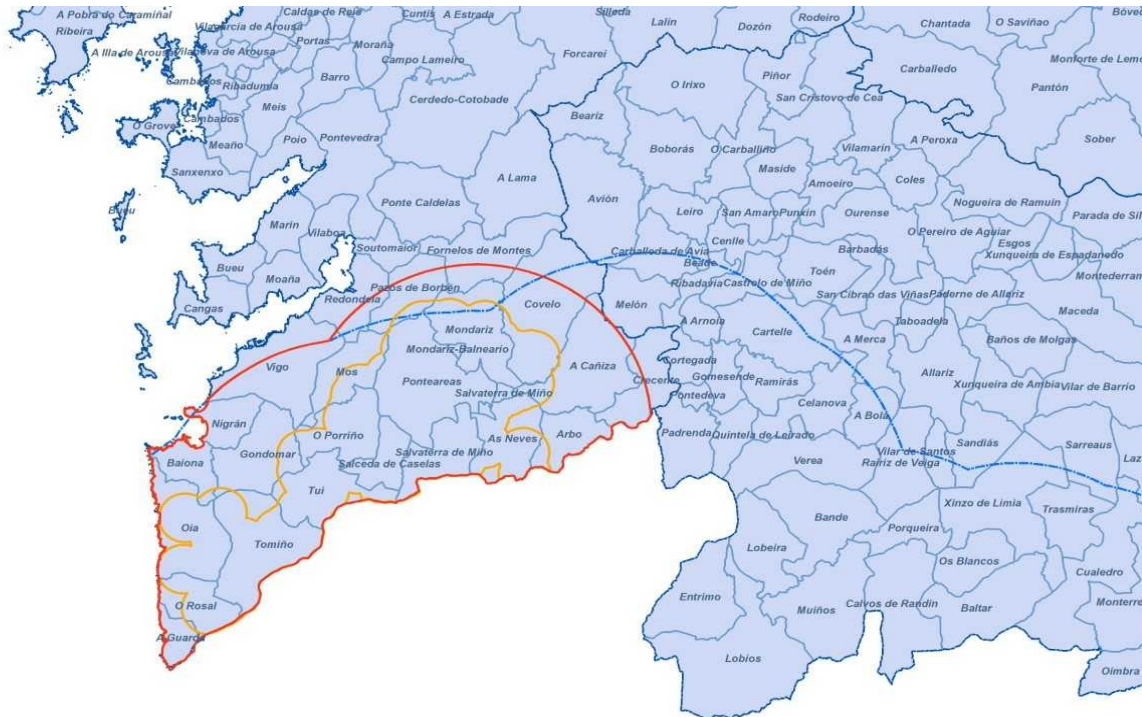 A Pobra do Caramiñal
Ribeira
Caldas de Reis
Cuntis
A Estrada
Silleda
Lalín
Dozón
Rodeiro
Chantada
O Saviñao
Vilagarcía de Arousa
A Illa de Arousa
Vilanova de Arousa
Portas
Moraña
Campo Lameiro
Forcarei
O Irixo
Piñor
Carballedo
Monforte de Lemo
Pantón
Cambados
Ribadumia
Barro
Cerdedo-Cotobade
San Cristovo de Cea
Meis
Beariz
O Grove
Cambados
Meaño
Poio
Pontevedra
Boborás
O Carballiño
Vilamarín
A Peroxa
Sober
Sanxenxo
A Lama
Maside
Coles
Avión
Amoeiro
Ponte Caldelas
Nogueira de Ramuín
Bueu
Leiro
San Amaro
Punxín
Ourense
Parada de Sil
Marín
Vilaboa
O Pereiro de Aguiar
Soutomaior
Fornelos de Montes
Carballeda de Avia
Cenlle
Barbadás
Esgos
Xunqueira de Espadanedo
Bueu
Moaña
Beade
Toén
Montederram
Pazos de Borbén
Ribadavia
Castrelo de Miño
Redondela
Covelo
Melón
San Cibrao das Viñas
Paderne de Allariz
Cangas
Maceda
A Arnoia
Taboadela
Mondariz
Cartelle
A Merca
Baños de Molgas
Mondariz-Balneario
Vigo
Mos
A Cañiza
Cortegada
Allariz
Ponteareas
Crecente
Gomesende
Ramirás
Xunqueira de Ambía
Vilar de Barrio
Salvaterra de Miño
Pontedeva
Celanova
A Bola
Nigrán
O Porriño
As Neves
Arbo
Padrenda
Quintela de Leirado
Sandiás
Sarreaus
Gondomar
Salvaterra de Miño
Vilar de Santos
Baiona
Salceda de Caselas
Verea
Rairiz de Veiga
Laz
Tui
Xinzo de Limia
Trasmiras
Oia
Bande
Porqueira
Tomiño
Lobeira
Os Blancos
Cualedro
Entrimo
O Rosal
Muíños
Calvos de Randín
Baltar
Monterre
A Guarda
Lobios
Oimbra